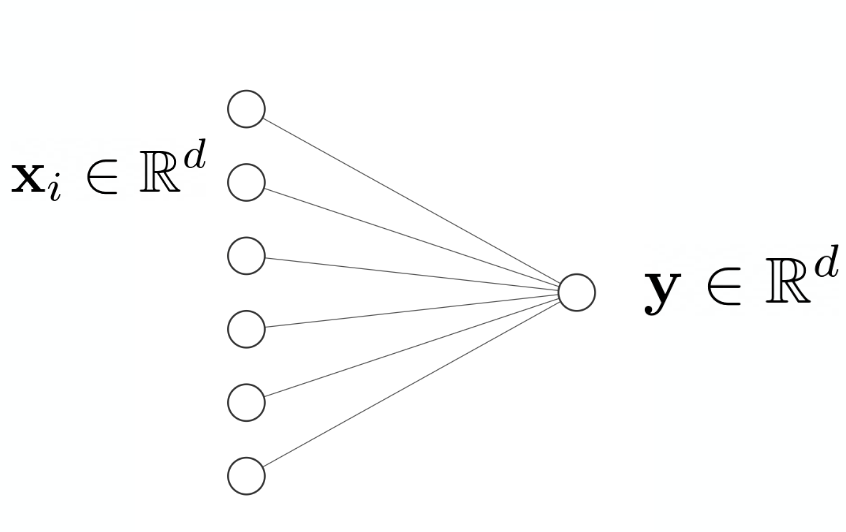 𝐱ᵢ ∈ ℝᵈ
𝐲 ∈ ℝᵈ